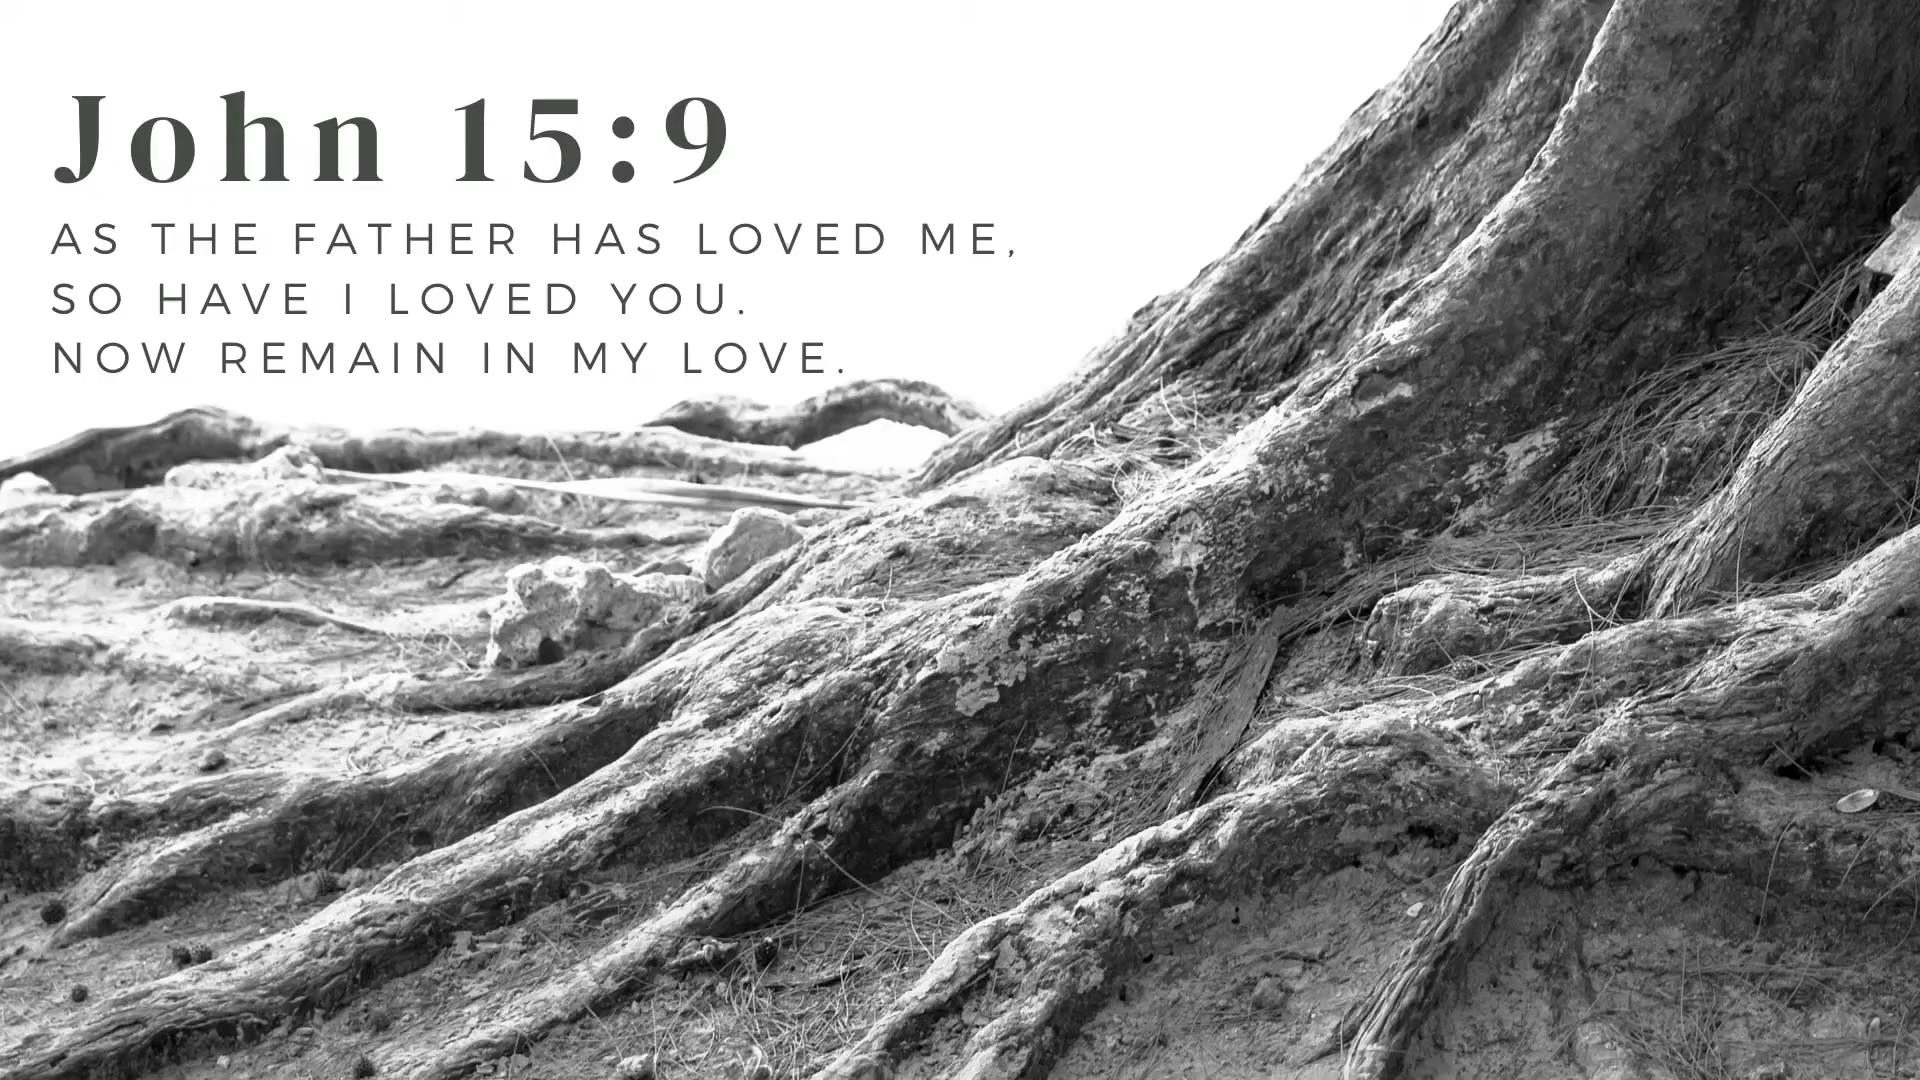 John 15:9
AS THE FATHER HAS LOVED ME,
SO HAVE I LOVED YOU.
NOW REMAIN IN MY LOVE.